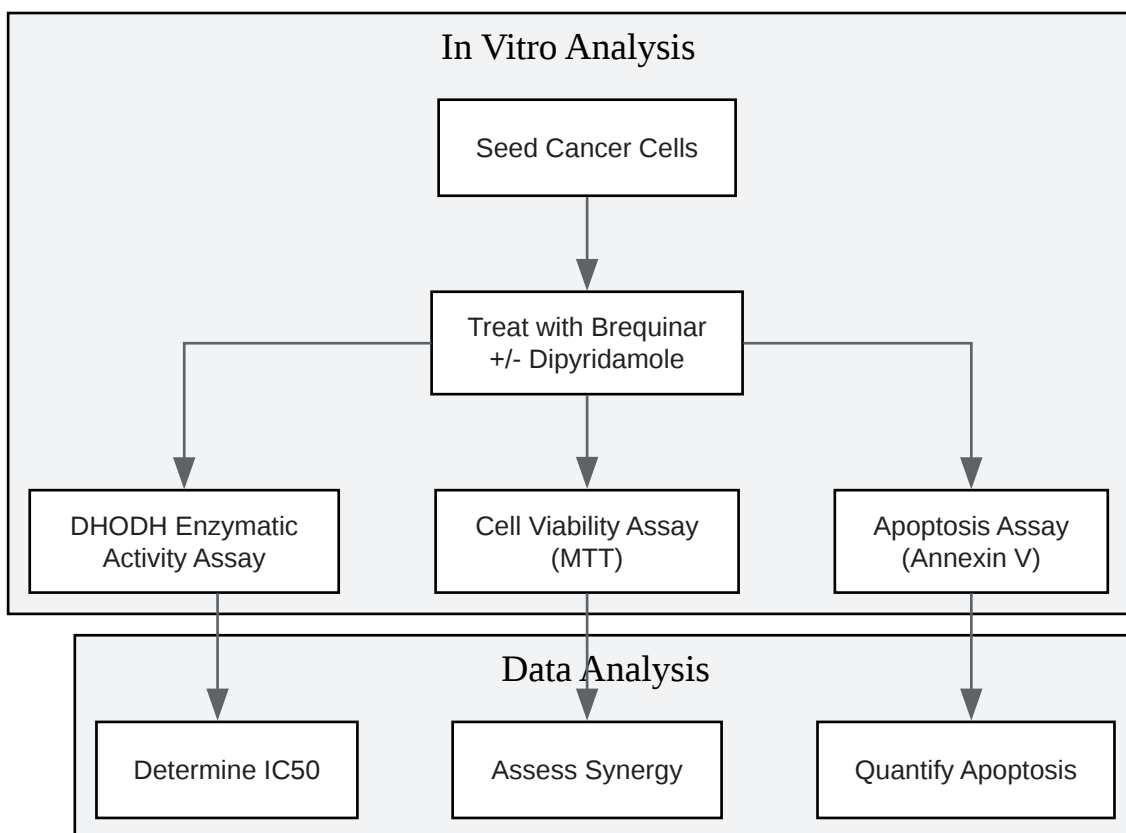 In Vitro Analysis
Seed Cancer Cells
Treat with Brequinar
+/- Dipyridamole
DHODH Enzymatic
Activity Assay
Cell Viability Assay
(MTT)
Apoptosis Assay
(Annexin V)
Data Analysis
Determine IC50
Assess Synergy
Quantify Apoptosis